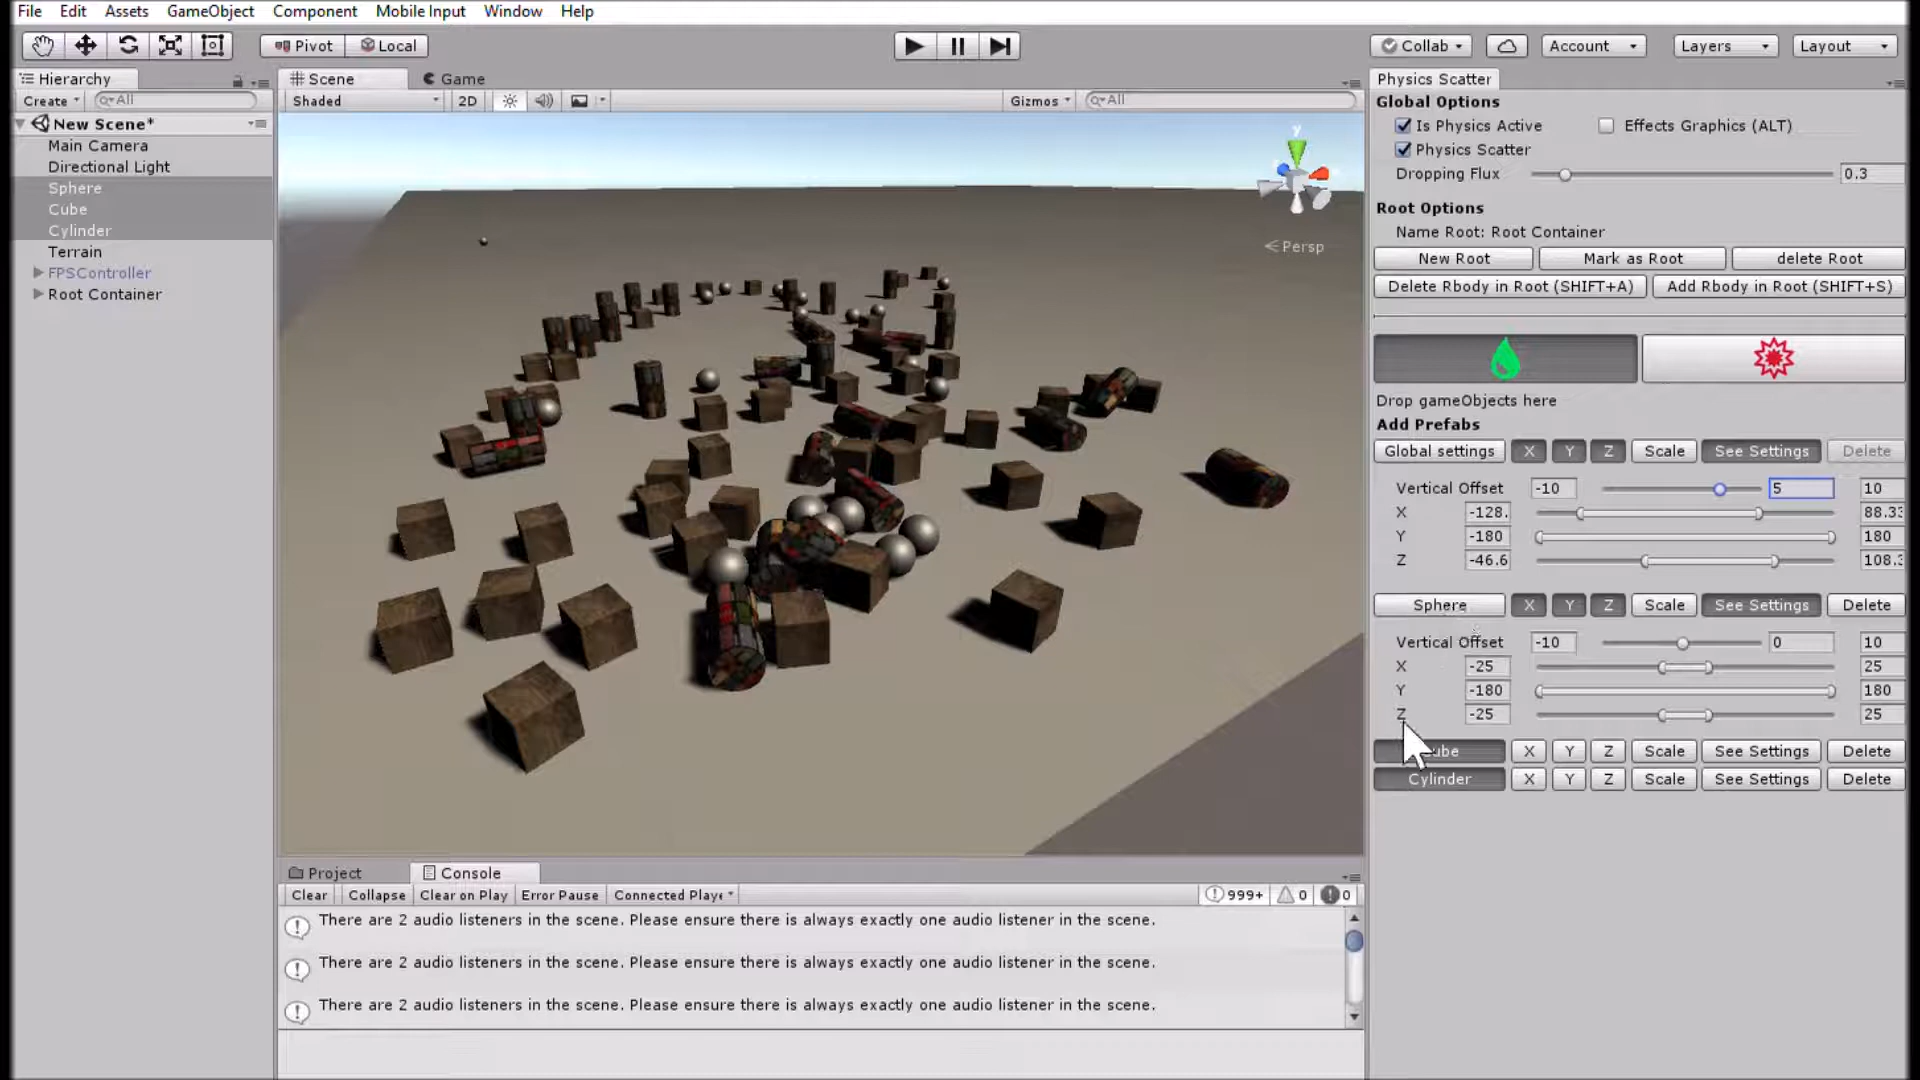 File Edit Assets GameObject Component Mobile Input Window Help
Pivot Local Collab Account Layers Layout
Hierarchy
Create All
New Scene*
Main Camera
Directional Light
Sphere
Cube
Cylinder
Terrain
FPSController
Root Container
Scene Game
Shaded 2D Gizmos All
y
Persp
Project Console
Clear Collapse Clear on Play Error Pause Connected Playe 999+ 0 0
There are 2 audio listeners in the scene. Please ensure there is always exactly one audio listener in the scene.
There are 2 audio listeners in the scene. Please ensure there is always exactly one audio listener in the scene.
There are 2 audio listeners in the scene. Please ensure there is always exactly one audio listener in the scene.
Physics Scatter
Global Options
Is Physics Active Effects Graphics (ALT)
Physics Scatter
Dropping Flux 0.3
Root Options
Name Root: Root Container
New Root Mark as Root delete Root
Delete Rbody in Root (SHIFT+A) Add Rbody in Root (SHIFT+S)
Drop gameObjects here
Add Prefabs
Global settings X Y Z Scale See Settings Delete
Vertical Offset -10 5 10
X -128. 88.33
Y -180 180
Z -46.6 108.3
Sphere X Y Z Scale See Settings Delete
Vertical Offset -10 0 10
X -25 25
Y -180 180
Z -25 25
ube X Y Z Scale See Settings Delete
Cylinder X Y Z Scale See Settings Delete